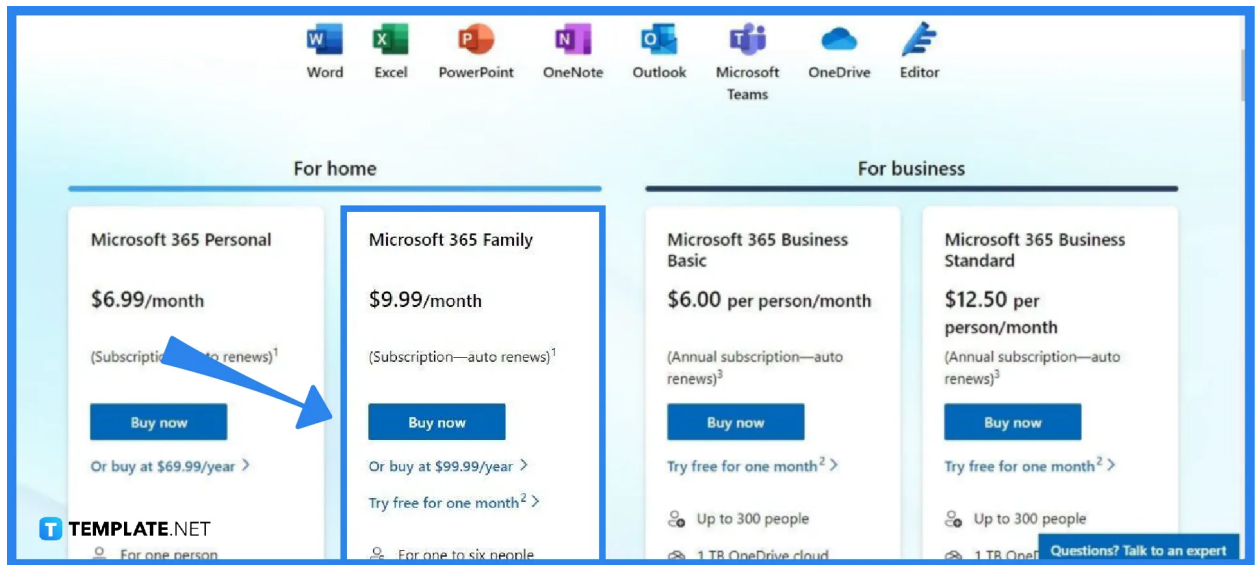 Word
Excel
PowerPoint
OneNote
Outlook
Microsoft
Teams
OneDrive
Editor
For home
Microsoft 365 Personal
$6.99/month
(Subscription—auto renews)1
Buy now
Or buy at $69.99/year >
For one person
Microsoft 365 Family
$9.99/month
(Subscription—auto renews)1
Buy now
Or buy at $99.99/year >
Try free for one month2 >
For one to six people
For business
Microsoft 365 Business
Basic
$6.00 per person/month
(Annual subscription—auto
renews)3
Buy now
Try free for one month2 >
Up to 300 people
1 TB OneDrive cloud
Microsoft 365 Business
Standard
$12.50 per
person/month
(Annual subscription—auto
renews)3
Buy now
Try free for one month2 >
Up to 300 people
1 TB
Questions? Talk to an expert
T TEMPLATE.NET